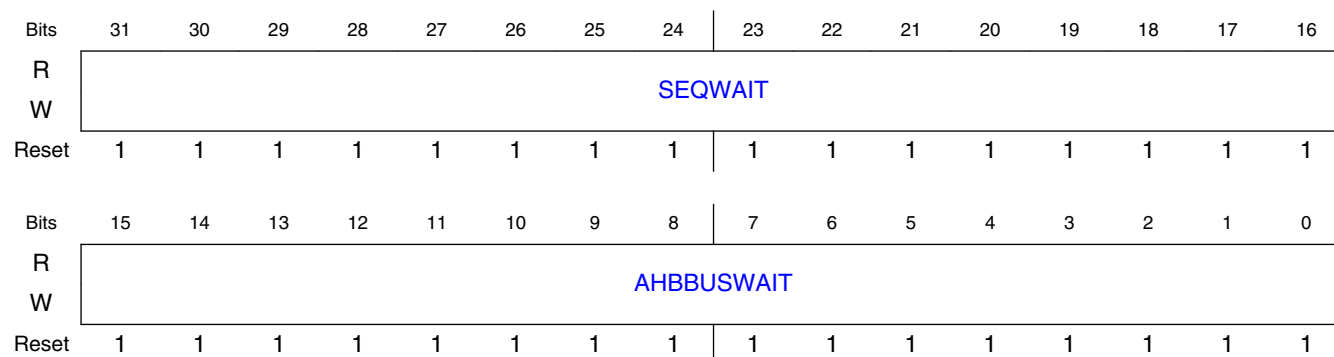 Bits 31 30 29 28 27 26 25 24 23 22 21 20 19 18 17 16
R
SEQWAIT
W
Reset 1 1 1 1 1 1 1 1 1 1 1 1 1 1 1 1
Bits 15 14 13 12 11 10 9 8 7 6 5 4 3 2 1 0
R
AHBBUSWAIT
W
Reset 1 1 1 1 1 1 1 1 1 1 1 1 1 1 1 1